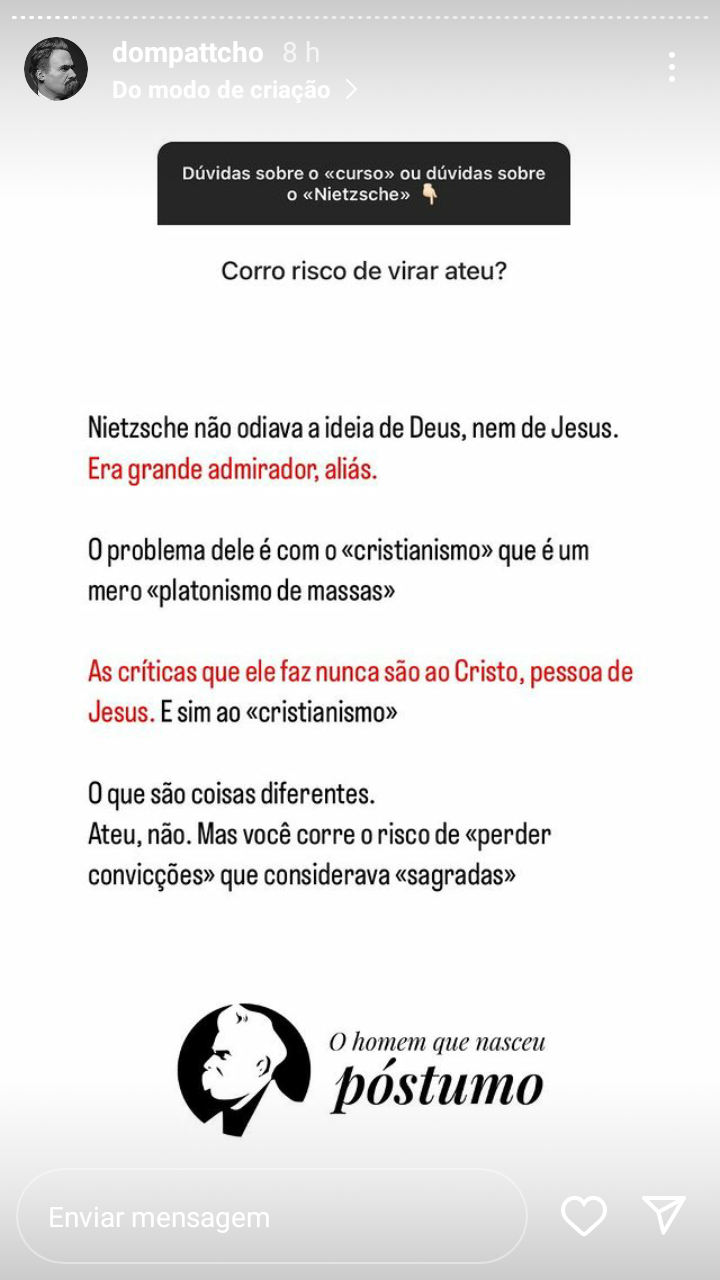 dompattcho 8 h
Do modo de criação
Dúvidas sobre o «curso» ou dúvidas sobre
o «Nietzsche» 👇🏻
Corro risco de virar ateu?
Nietzsche não odiava a ideia de Deus, nem de Jesus.
Era grande admirador, aliás.
O problema dele é com o «cristianismo» que é um
mero «platonismo de massas»
As críticas que ele faz nunca são ao Cristo, pessoa de
Jesus. E sim ao «cristianismo»
O que são coisas diferentes.
Ateu, não. Mas você corre o risco de «perder
convicções» que considerava «sagradas»
O homem que nasceu
póstumo
Enviar mensagem